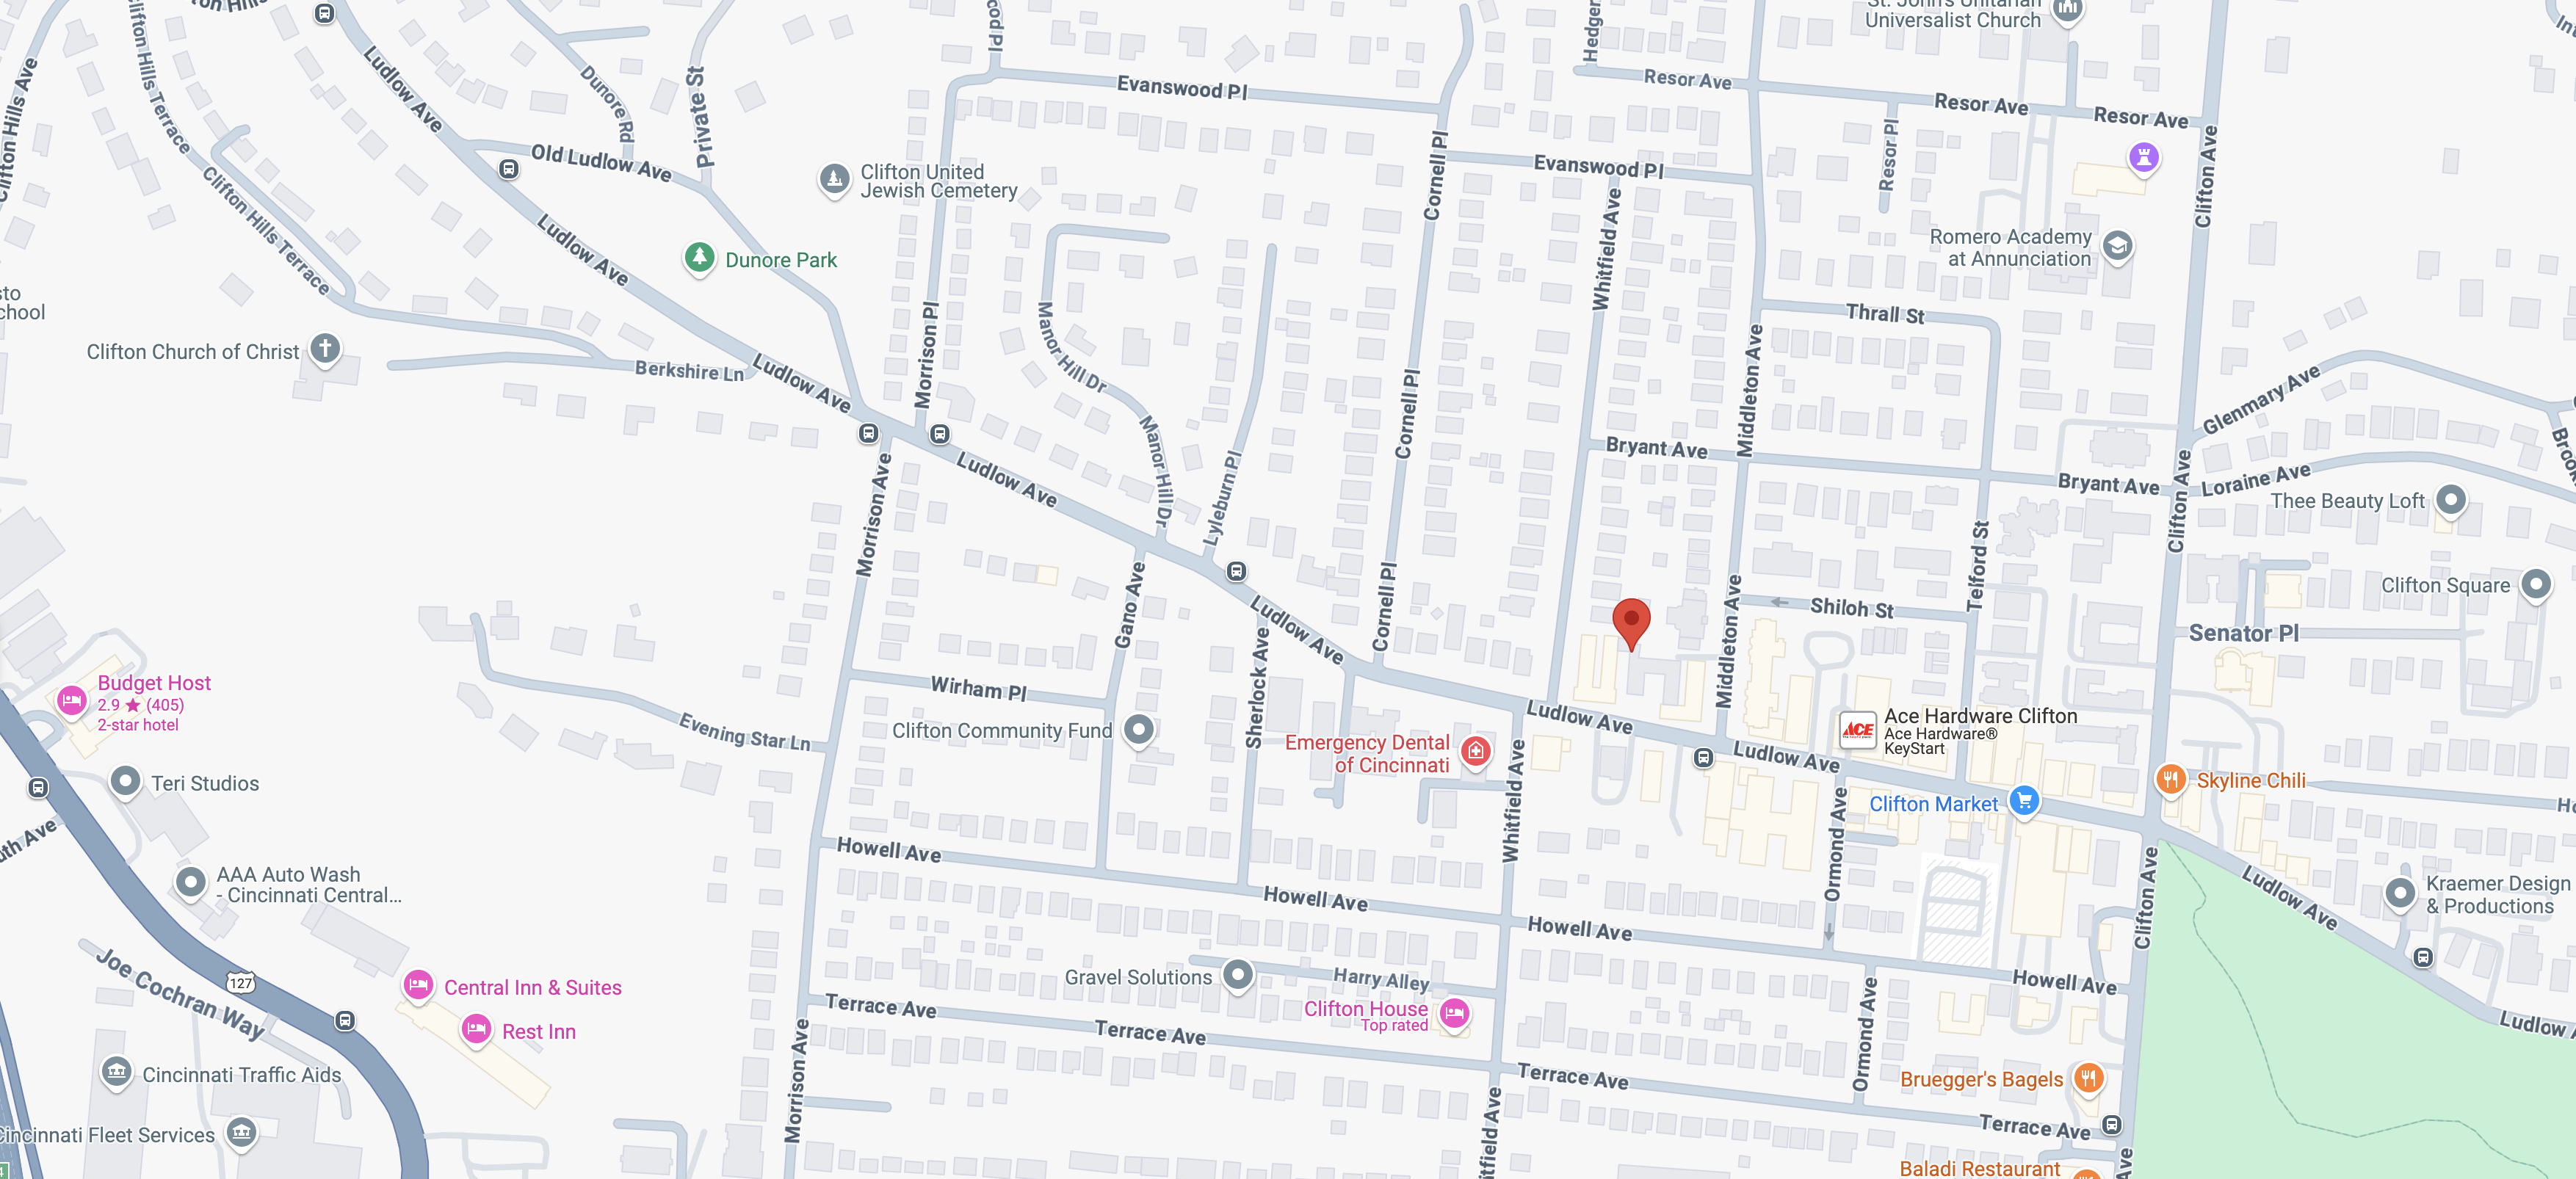 Clifton Hills Terrace
Ludlow Ave
Dunore Rd
Private St
Evanswood Pl
Resor Ave
Resor Ave
Resor Ave
St. John's Unitarian
Universalist Church
Clifton Hills Ave
Old Ludlow Ave
Clifton United
Jewish Cemetery
Cornell Pl
Evanswood Pl
Resor Pl
Clifton Ave
Clifton Hills Terrace
Ludlow Ave
Dunore Park
Whitfield Ave
Romero Academy
at Annunciation
Thrall St
Clifton Church of Christ
Berkshire Ln
Ludlow Ave
Morrison Pl
Manor Hill Dr
Manor Hill Dr
Lyleburn Pl
Cornell Pl
Middleton Ave
Bryant Ave
Bryant Ave
Glenmary Ave
Loraine Ave
Thee Beauty Loft
Ludlow Ave
Morrison Ave
Clifton Ave
Telford St
Clifton Square
Gano Ave
Ludlow Ave
Cornell Pl
Middleton Ave
Shiloh St
Senator Pl
Budget Host
2.9 ★ (405)
2-star hotel
Evening Star Ln
Wirham Pl
Clifton Community Fund
Sherlock Ave
Emergency Dental
of Cincinnati
Ludlow Ave
Ludlow Ave
Ace Hardware Clifton
Ace Hardware®
KeyStart
ACE
Teri Studios
Whitfield Ave
Clifton Market
Skyline Chili
Ormond Ave
AAA Auto Wash
- Cincinnati Central...
Howell Ave
Howell Ave
Howell Ave
Howell Ave
Clifton Ave
Ludlow Ave
Kraemer Design
& Productions
Joe Cochran Way
127
Central Inn & Suites
Rest Inn
Gravel Solutions
Harry Alley
Clifton House
Top rated
Terrace Ave
Terrace Ave
Terrace Ave
Terrace Ave
Ormond Ave
Morrison Ave
Ludlow
Cincinnati Traffic Aids
Cincinnati Fleet Services
Bruegger's Bagels
Baladi Restaurant